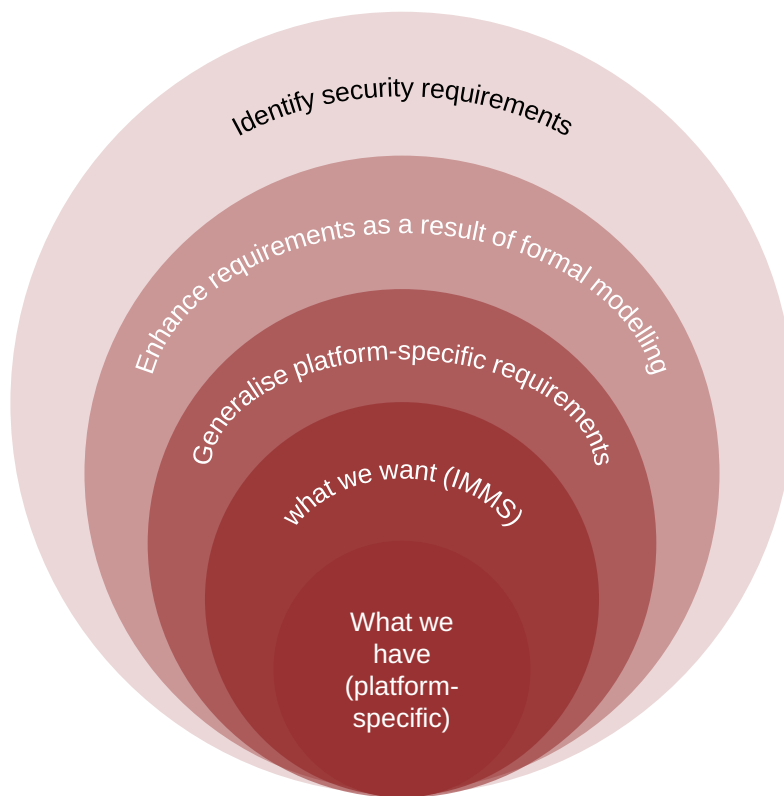 Identify security requirements
Enhance requirements as a result of formal modelling
Generalise platform-specific requirements
what we want (IMMS)
What we
have
(platform-
specific)